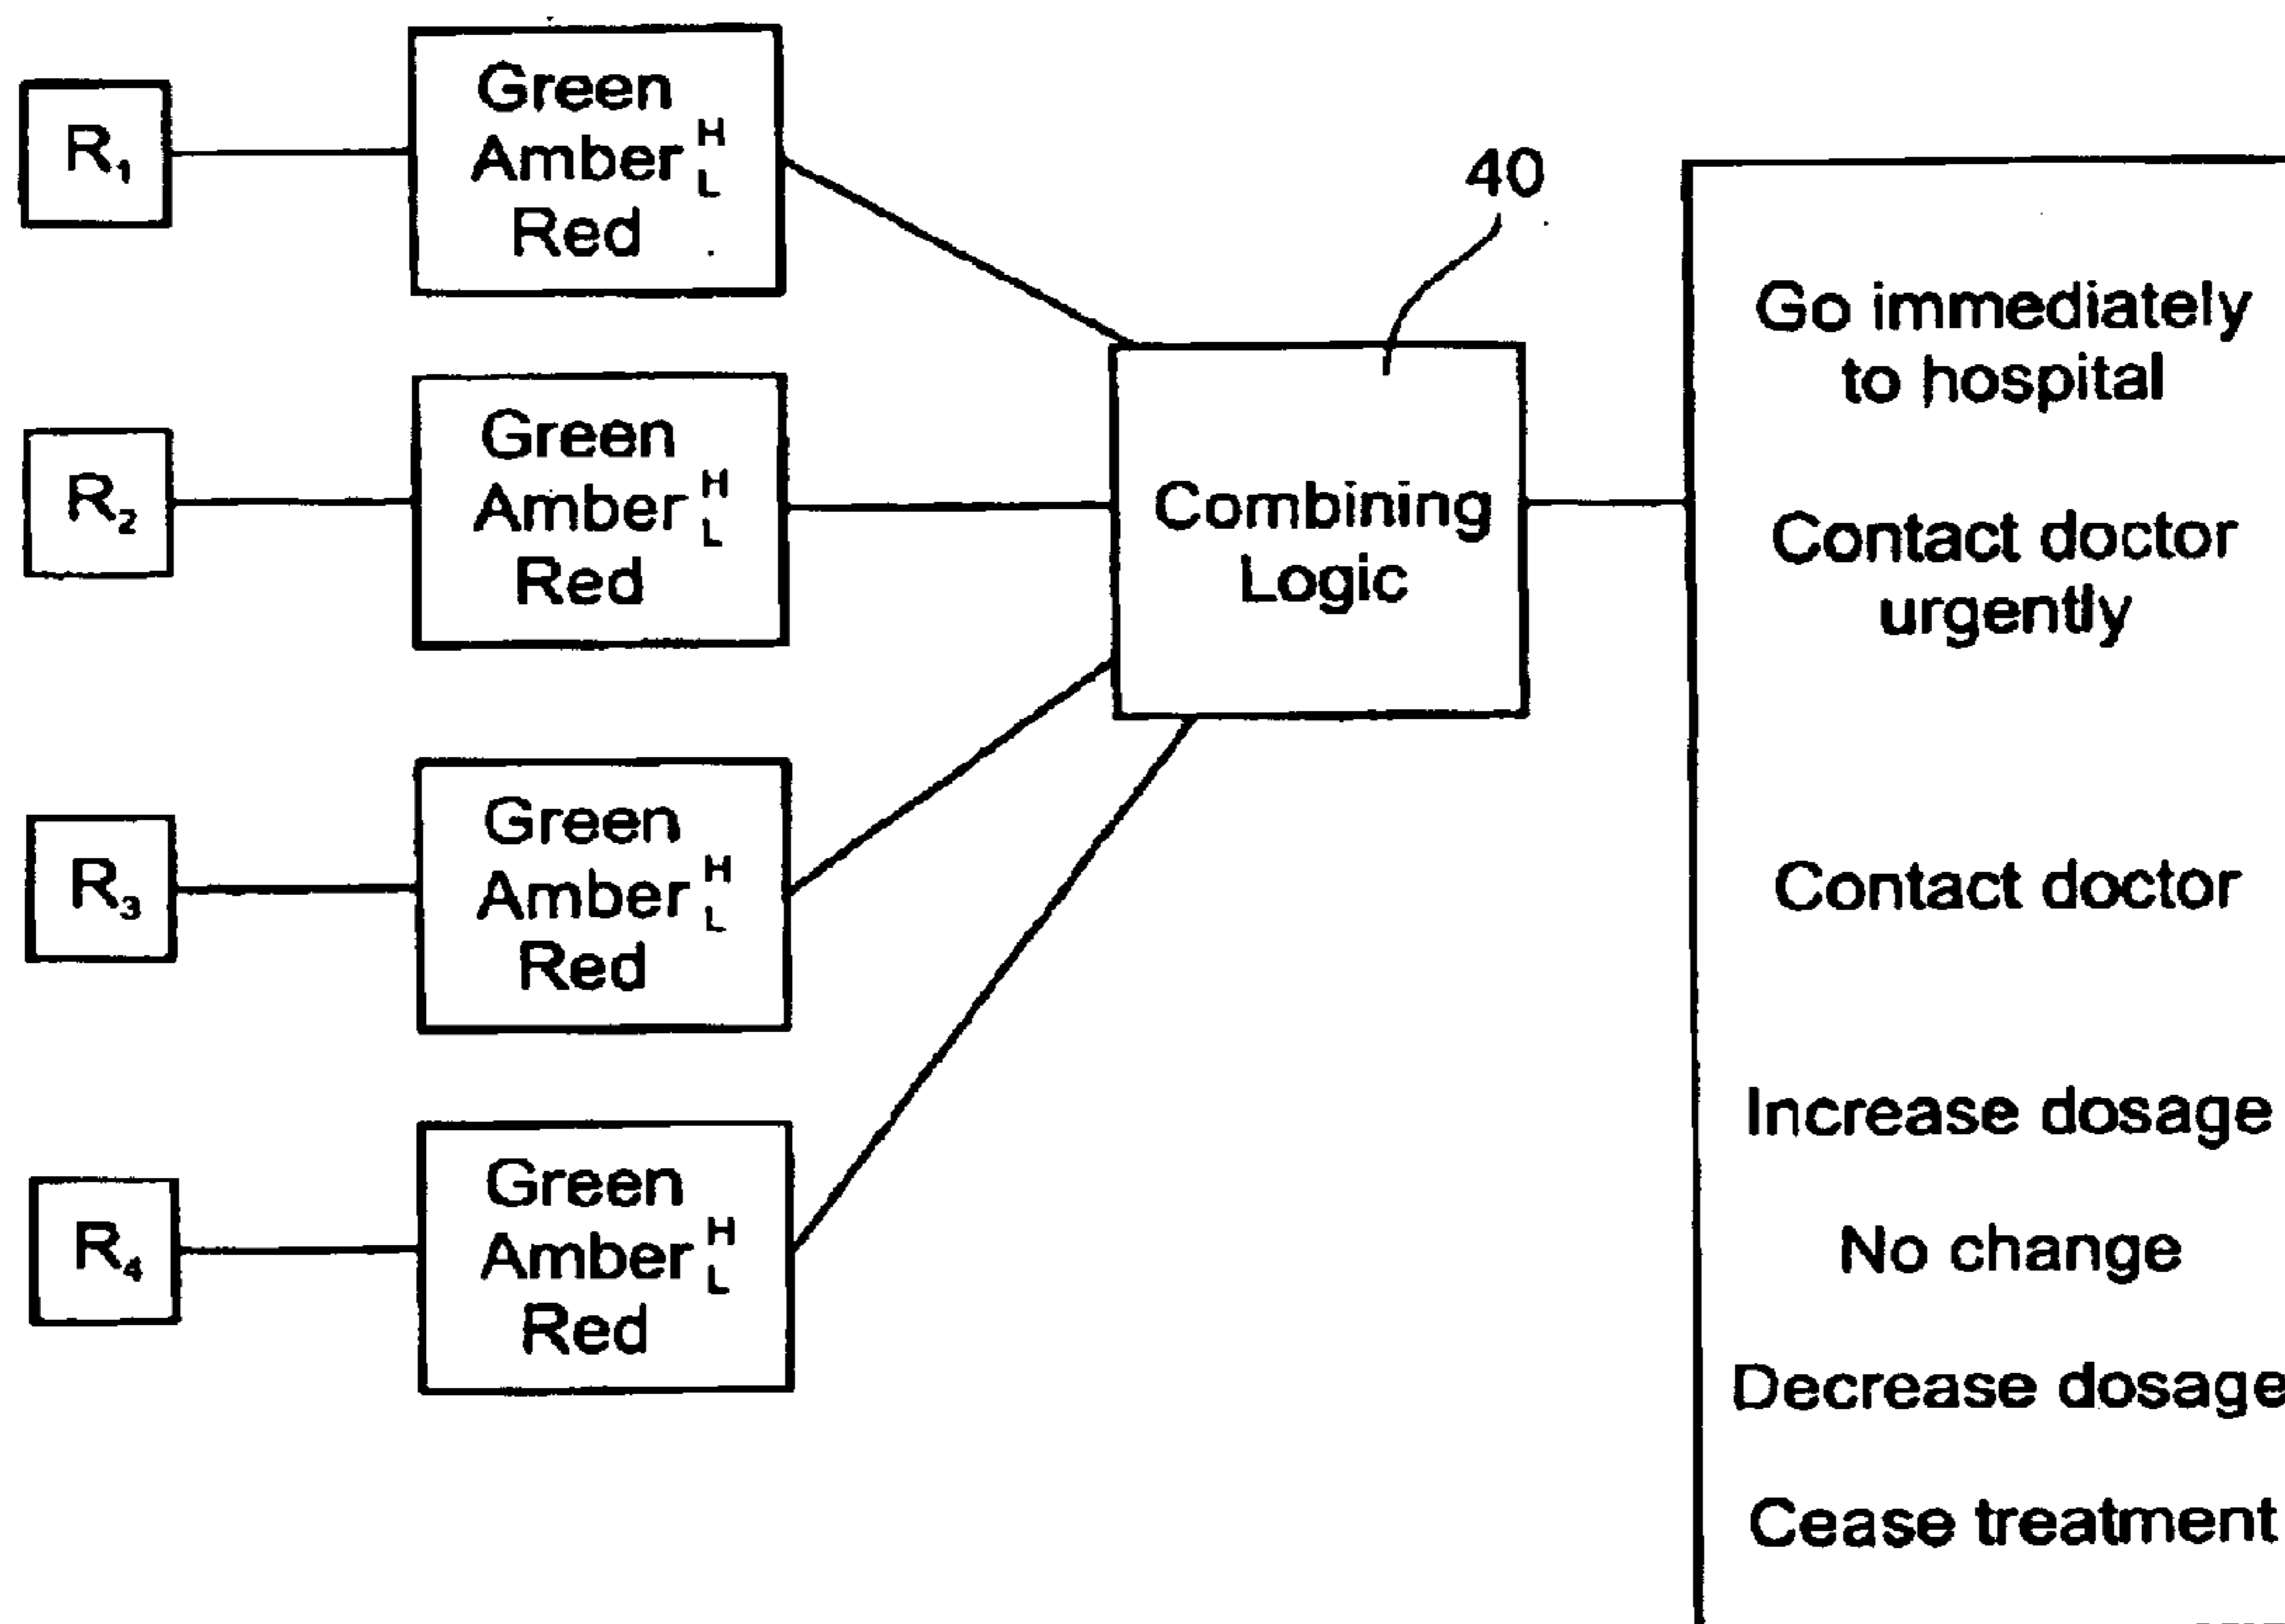 R₁
Green
Amber H
L
Red
R₂
Green
Amber H
L
Red
R₃
Green
Amber H
L
Red
R₄
Green
Amber H
L
Red
40
Combining
Logic
Go immediately
to hospital
Contact doctor
urgently
Contact doctor
Increase dosage
No change
Decrease dosage
Cease treatment